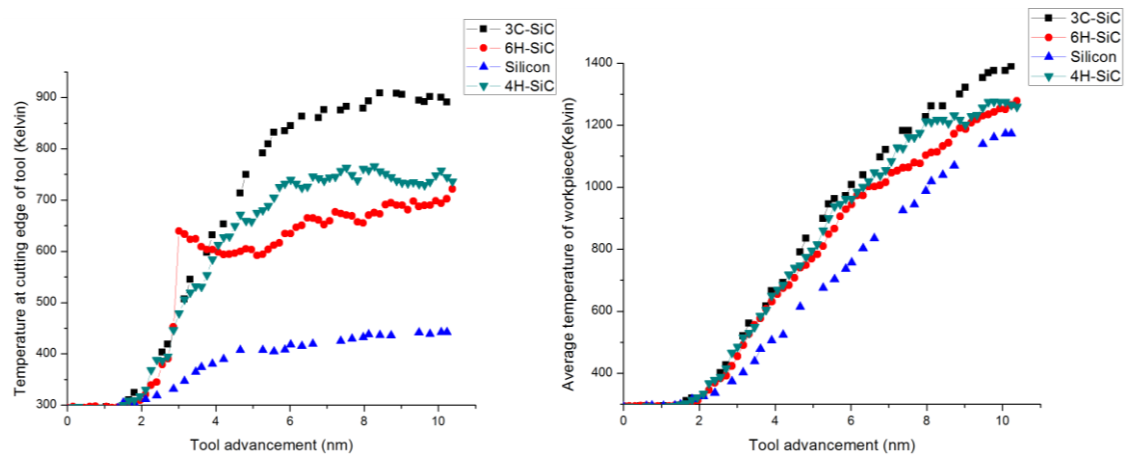 3C-SiC
6H-SiC
Silicon
4H-SiC
900
800
700
600
500
400
300
0
2
4
6
8
10
Temperature at cutting edge of tool (Kelvin)
Tool advancement (nm)
3C-SiC
6H-SiC
Silicon
4H-SiC
1400
1200
1000
800
600
400
0
2
4
6
8
10
Average temperature of workpiece(Kelvin)
Tool advancement (nm)